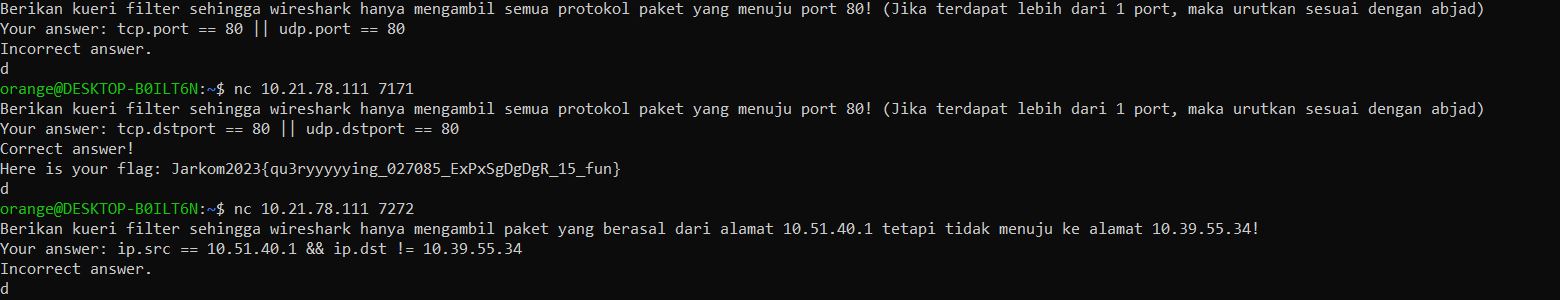 Berikan kueri filter sehingga wireshark hanya mengambil semua protokol paket yang menuju port 80! (Jika terdapat lebih dari 1 port, maka urutkan sesuai dengan abjad)
Your answer: tcp.port == 80 || udp.port == 80
Incorrect answer.
d
orange@DESKTOP-B0ILT6N:~$ nc 10.21.78.111 7171
Berikan kueri filter sehingga wireshark hanya mengambil semua protokol paket yang menuju port 80! (Jika terdapat lebih dari 1 port, maka urutkan sesuai dengan abjad)
Your answer: tcp.dstport == 80 || udp.dstport == 80
Correct answer!
Here is your flag: Jarkom2023{qu3ryyyyying_027085_ExPxSgDgDgR_15_fun}
d
orange@DESKTOP-B0ILT6N:~$ nc 10.21.78.111 7272
Berikan kueri filter sehingga wireshark hanya mengambil paket yang berasal dari alamat 10.51.40.1 tetapi tidak menuju ke alamat 10.39.55.34!
Your answer: ip.src == 10.51.40.1 && ip.dst != 10.39.55.34
Incorrect answer.
d